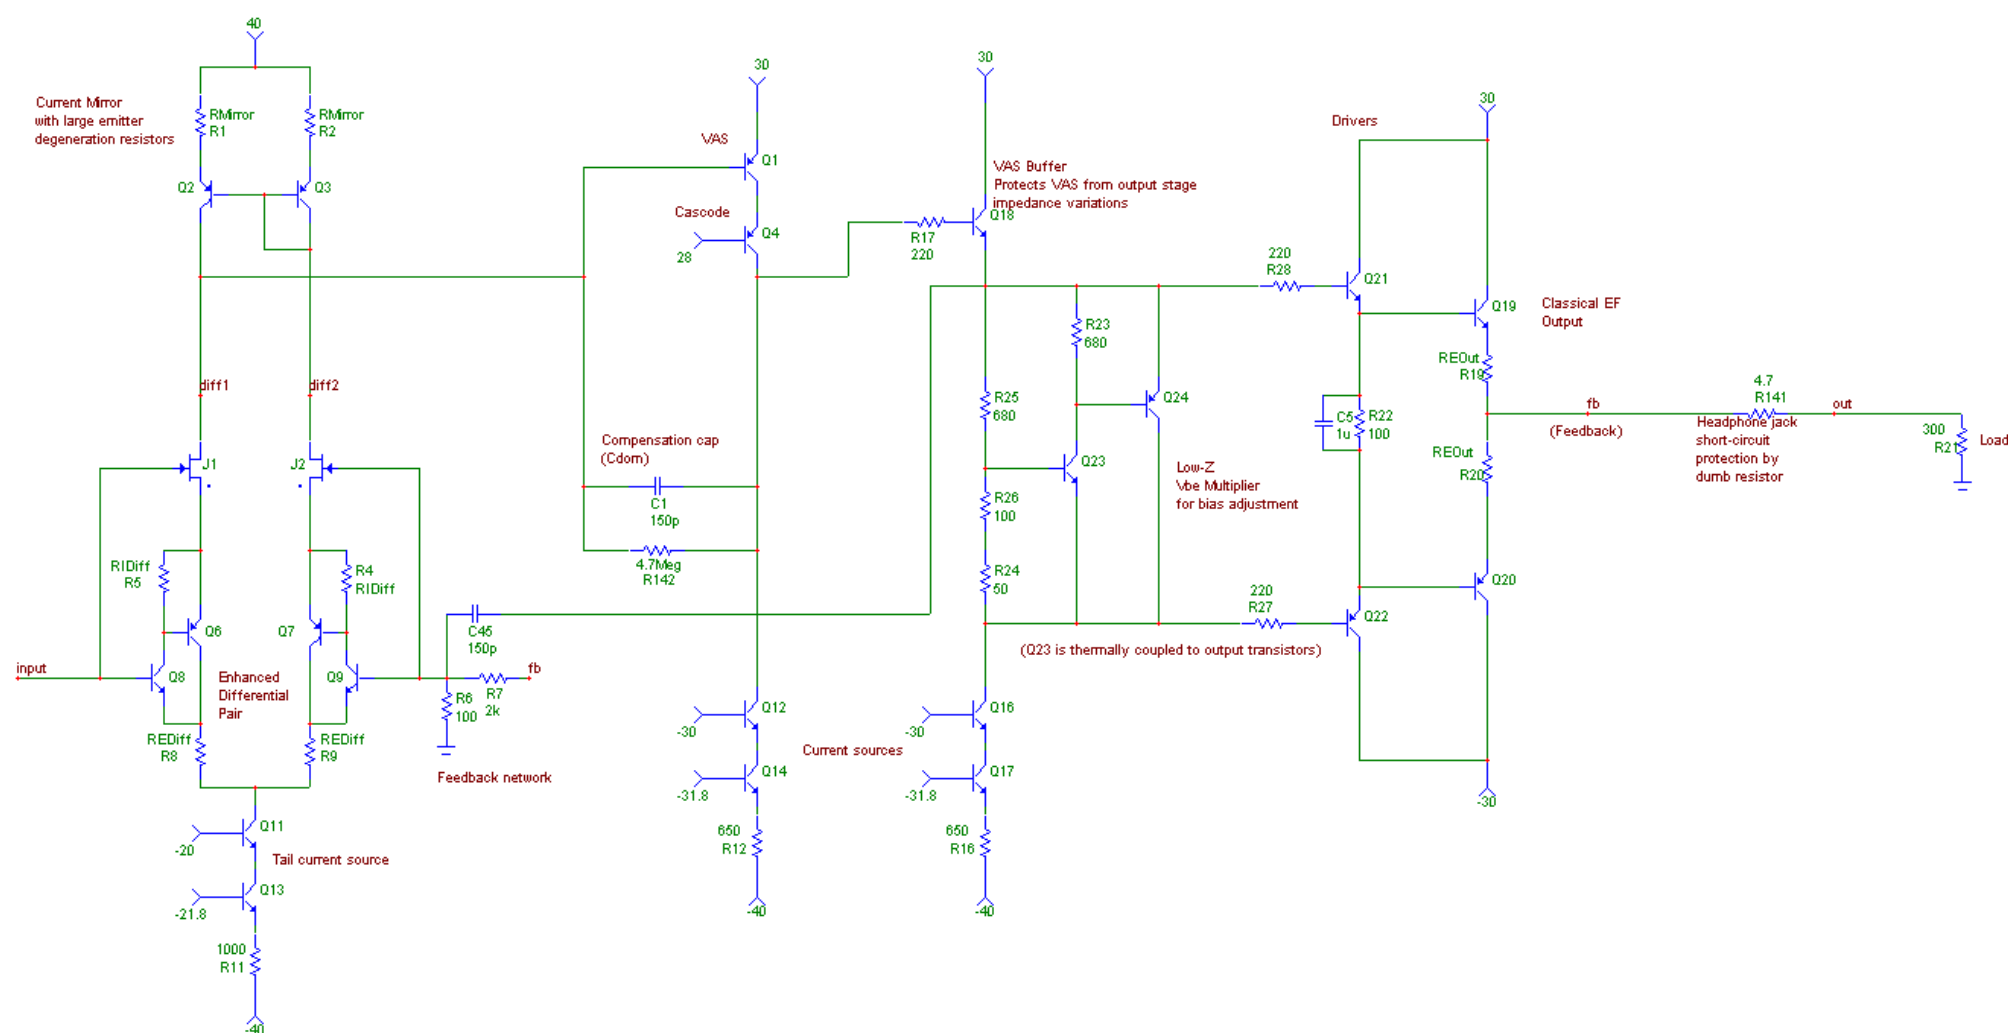 40
Current Mirror
with large emitter
degeneration resistors
RMirror
R1
RMirror
R2
Q2
Q3
30
VAS
Q1
Cascode
Q4
28
30
VAS Buffer
Protects VAS from output stage
impedance variations
Q18
R17
220
30
Drivers
220
R28
Q21
Q19
Classical EF
Output
R23
680
R25
680
Q24
Q23
REOut
R19
C5
1u
R22
100
fb
(Feedback)
4.7
R141
Headphone jack
short-circuit
protection by
dumb resistor
out
300
R21
Load
REOut
R20
diff1
diff2
J1
J2
Compensation cap
(Cdom)
C1
150p
4.7Meg
R142
R26
100
Low-Z
Vbe Multiplier
for bias adjustment
R24
50
RIDiff
R5
R4
RIDiff
Q6
Q7
C45
150p
220
R27
Q22
Q20
(Q23 is thermally coupled to output transistors)
input
Q8
Enhanced
Differential
Pair
Q9
fb
R6
100
R7
2k
REDiff
R8
REDiff
R9
Feedback network
Q12
-30
Current sources
Q14
-31.8
650
R12
-40
Q16
-30
Q17
-31.8
650
R16
-40
-30
Q11
-20
Tail current source
Q13
-21.8
1000
R11
-40